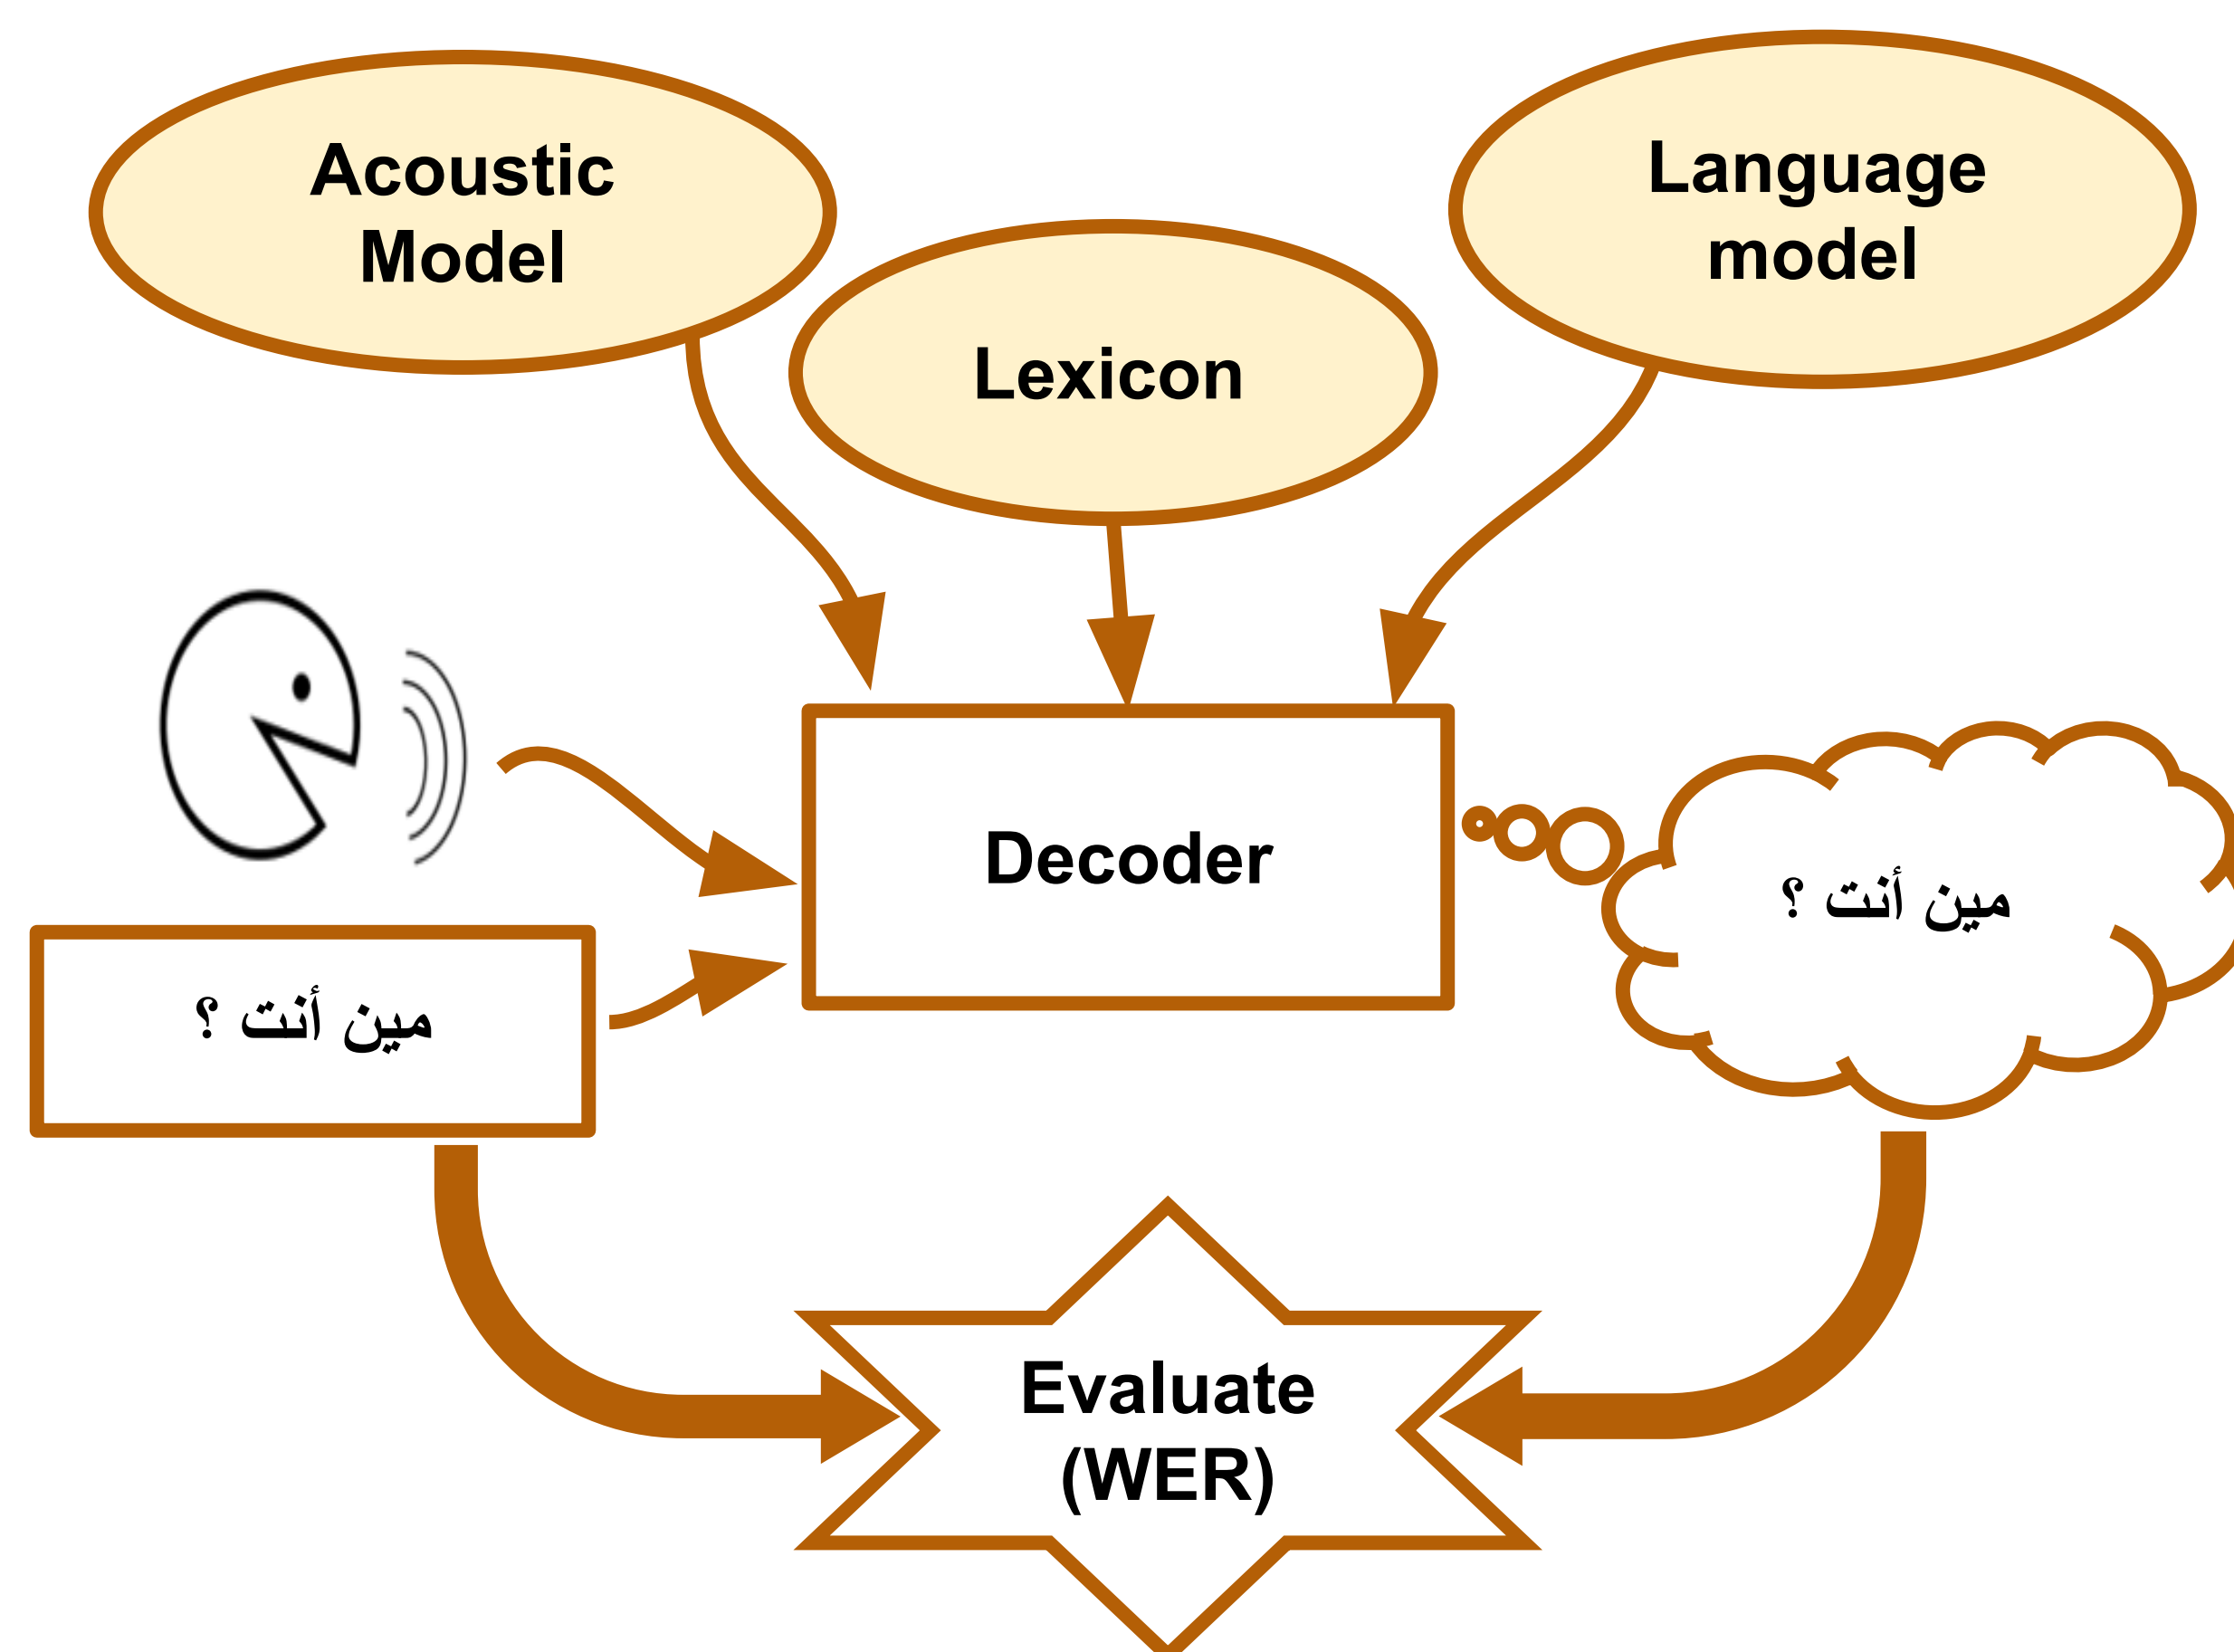 Acoustic
Model
Language
model
Lexicon
Decoder
مين أنت ؟
مين أنت ؟
Evaluate
(WER)